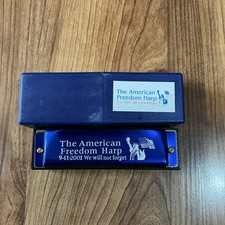 The American
Freedom Harp
The American
Freedom Harp
9-11-2001 We will not forget